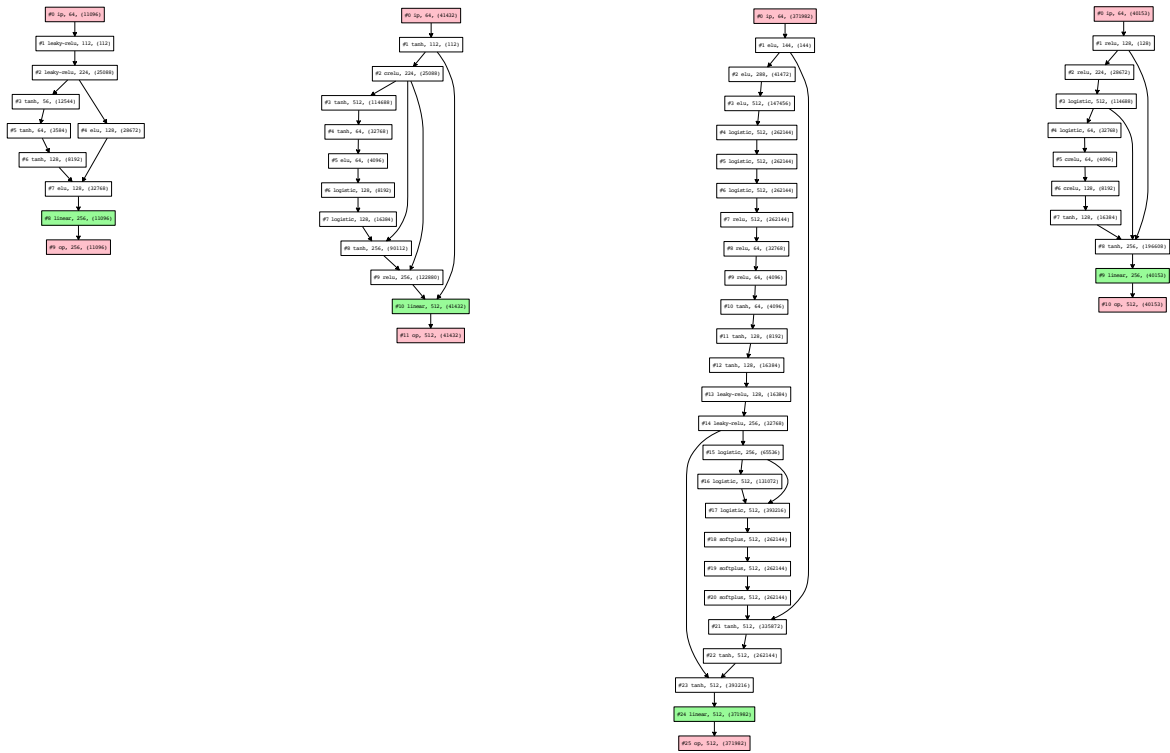 #0 ip, 64, (11096)
#1 leaky-relu, 112, (112)
#2 leaky-relu, 224, (25088)
#3 tanh, 56, (12544)
#5 tanh, 64, (3584)
#4 elu, 128, (28672)
#6 tanh, 128, (8192)
#7 elu, 128, (32768)
#8 linear, 256, (11096)
#9 op, 256, (11096)
#0 ip, 64, (41432)
#1 tanh, 112, (112)
#2 crelu, 224, (25088)
#3 tanh, 512, (114688)
#4 tanh, 64, (32768)
#5 elu, 64, (4096)
#6 logistic, 128, (8192)
#7 logistic, 128, (16384)
#8 tanh, 256, (90112)
#9 relu, 256, (122880)
#10 linear, 512, (41432)
#11 op, 512, (41432)
#0 ip, 64, (371982)
#1 elu, 144, (144)
#2 elu, 288, (41472)
#3 elu, 512, (147456)
#4 logistic, 512, (262144)
#5 logistic, 512, (262144)
#6 logistic, 512, (262144)
#7 relu, 512, (262144)
#8 relu, 64, (32768)
#9 relu, 64, (4096)
#10 tanh, 64, (4096)
#11 tanh, 128, (8192)
#12 tanh, 128, (16384)
#13 leaky-relu, 128, (16384)
#14 leaky-relu, 256, (32768)
#15 logistic, 256, (65536)
#16 logistic, 512, (131072)
#17 logistic, 512, (393216)
#18 softplus, 512, (262144)
#19 softplus, 512, (262144)
#20 softplus, 512, (262144)
#21 tanh, 512, (335872)
#22 tanh, 512, (262144)
#23 tanh, 512, (393216)
#24 linear, 512, (371982)
#25 op, 512, (371982)
#0 ip, 64, (40153)
#1 relu, 128, (128)
#2 relu, 224, (28672)
#3 logistic, 512, (114688)
#4 logistic, 64, (32768)
#5 crelu, 64, (4096)
#6 crelu, 128, (8192)
#7 tanh, 128, (16384)
#8 tanh, 256, (196608)
#9 linear, 256, (40153)
#10 op, 512, (40153)